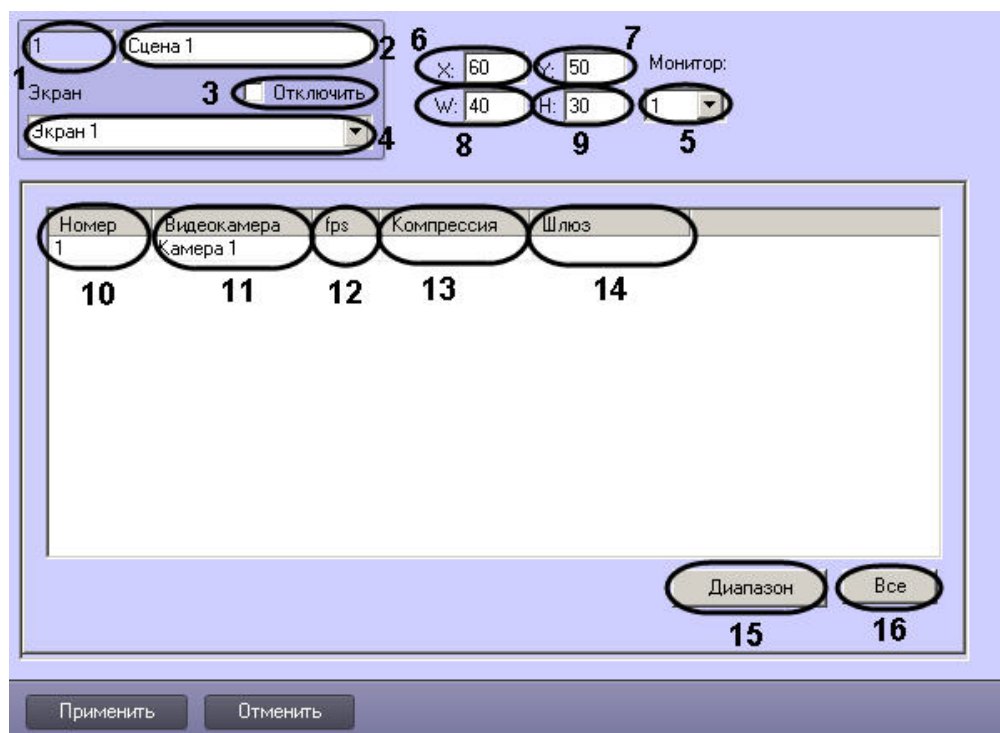 1 Сцена 1 2
1 Экран 3 Отключить
Экран 1 4
6 7
X: 60 Y: 50 Монитор:
W: 40 H: 30 1
8 9 5
Номер Видеокамера fps Компрессия Шлюз
1 Камера 1
10 11 12 13 14
Диапазон Все
15 16
Применить Отменить